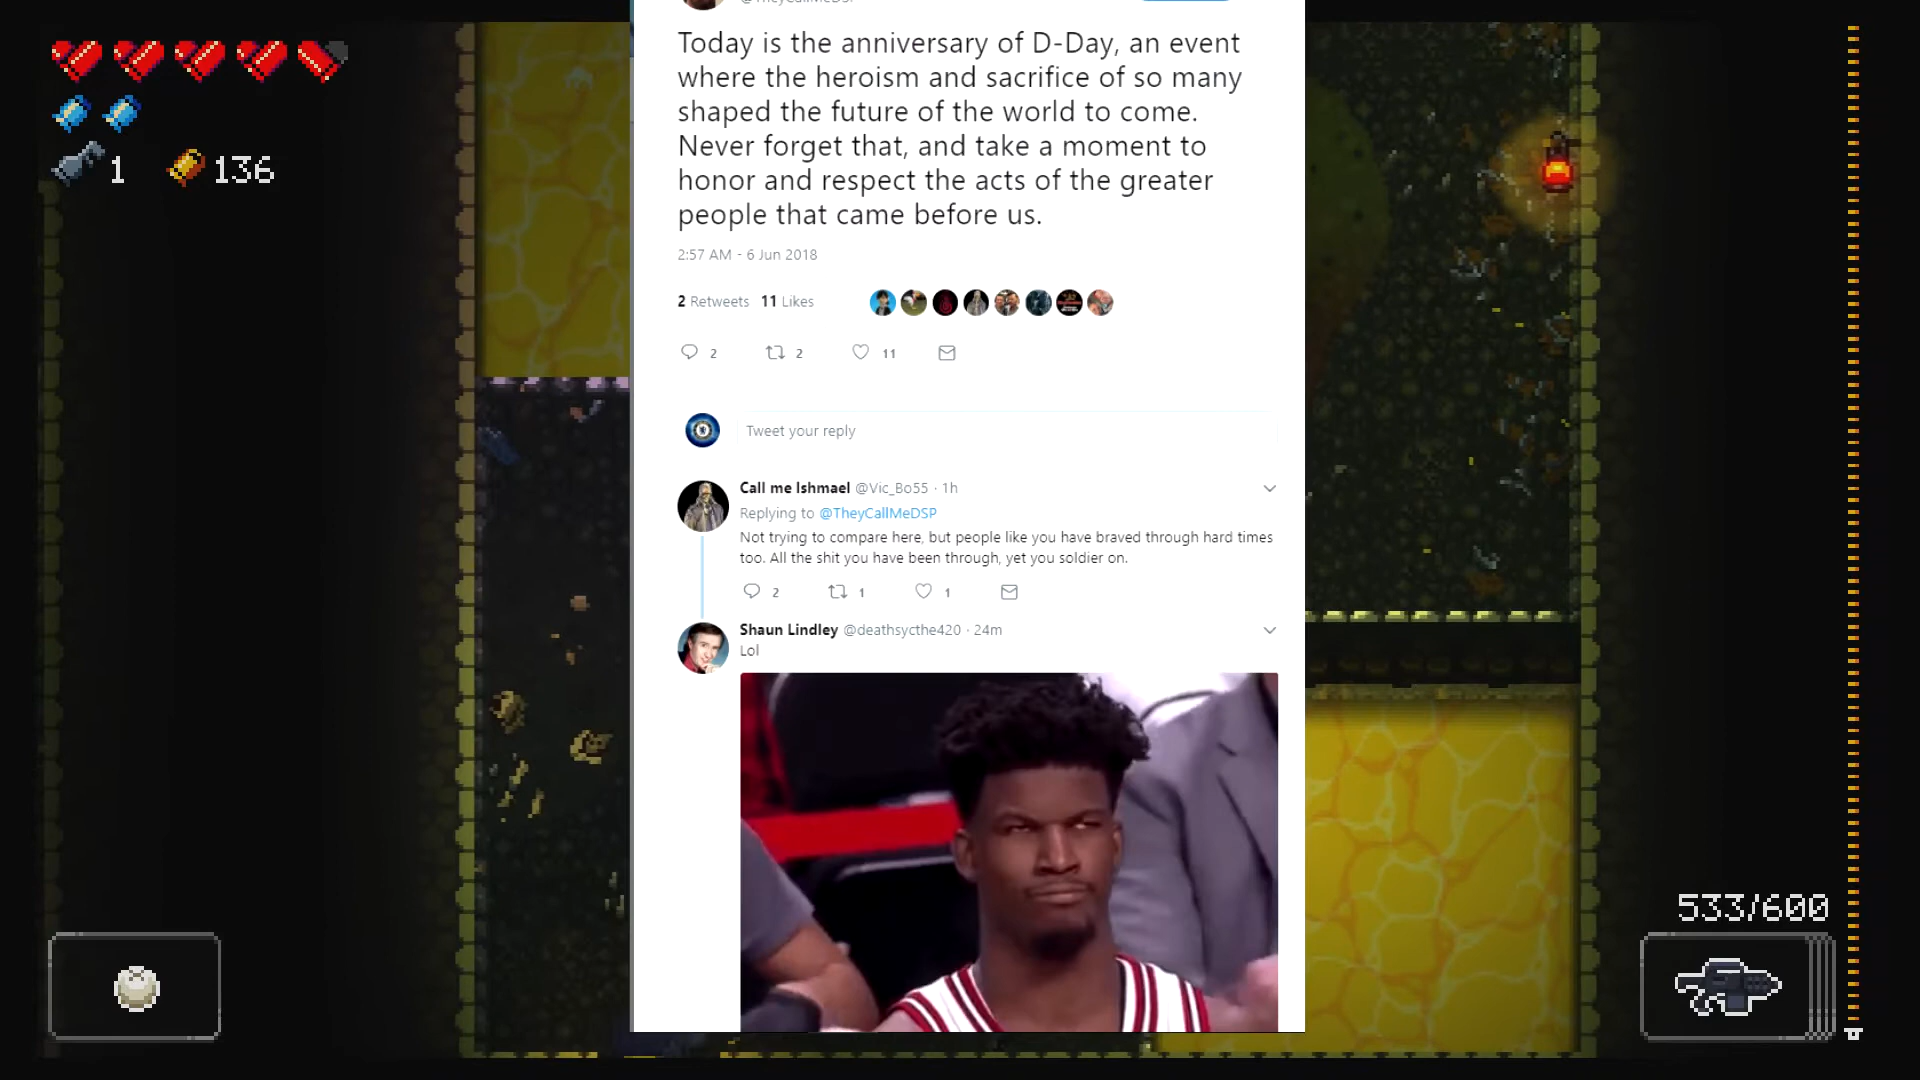 @TheyCallMeDSP
Today is the anniversary of D-Day, an event
where the heroism and sacrifice of so many
shaped the future of the world to come.
Never forget that, and take a moment to
honor and respect the acts of the greater
people that came before us.
2:57 AM - 6 Jun 2018
2 Retweets 11 Likes
2 2 11
Tweet your reply
Call me Ishmael @Vic_Bo55 · 1h
Replying to @TheyCallMeDSP
Not trying to compare here, but people like you have braved through hard times
too. All the shit you have been through, yet you soldier on.
2 1 1
Shaun Lindley @deathsycthe420 · 24m
Lol
1 136
533/600